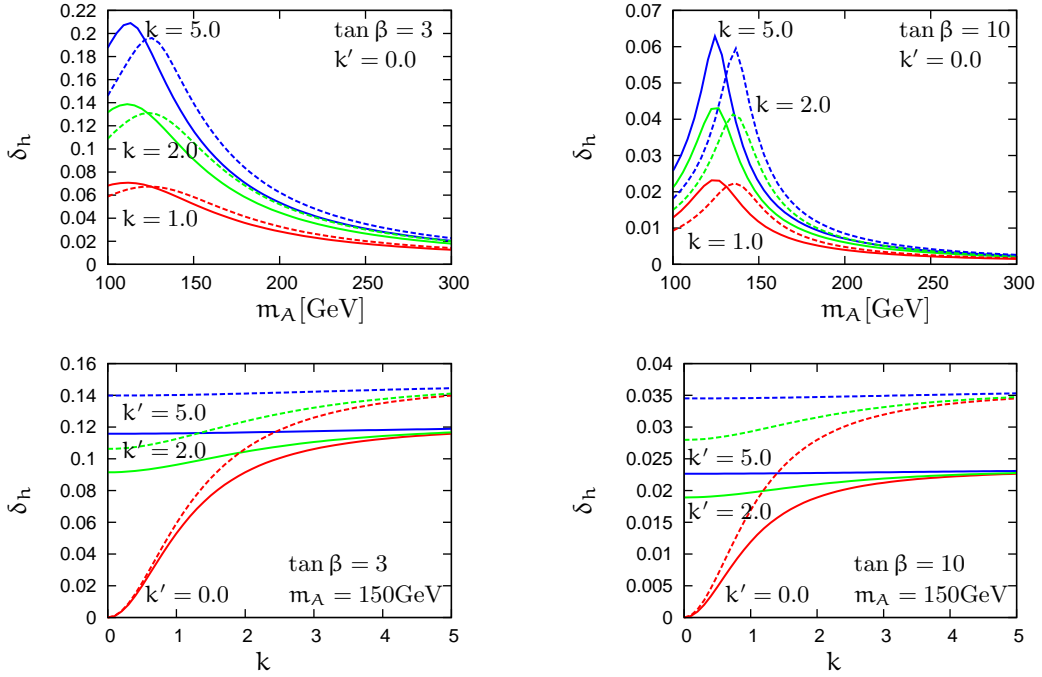 0.22
0.20
0.18
0.16
0.14
0.12
0.10
0.08
0.06
0.04
0.02
0
δh
k = 5.0
tan β = 3
k′ = 0.0
k = 2.0
k = 1.0
100 150 200 250 300
mA[GeV]
0.07
0.06
0.05
0.04
0.03
0.02
0.01
0
δh
k = 5.0
tan β = 10
k′ = 0.0
k = 2.0
k = 1.0
100 150 200 250 300
mA[GeV]
0.16
0.14
0.12
0.1
0.08
0.06
0.04
0.02
0
δh
k′ = 5.0
k′ = 2.0
tan β = 3
k′ = 0.0
mA = 150GeV
0 1 2 3 4 5
k
0.04
0.035
0.03
0.025
0.02
0.015
0.01
0.005
0
δh
k′ = 5.0
k′ = 2.0
tan β = 10
k′ = 0.0
mA = 150GeV
0 1 2 3 4 5
k